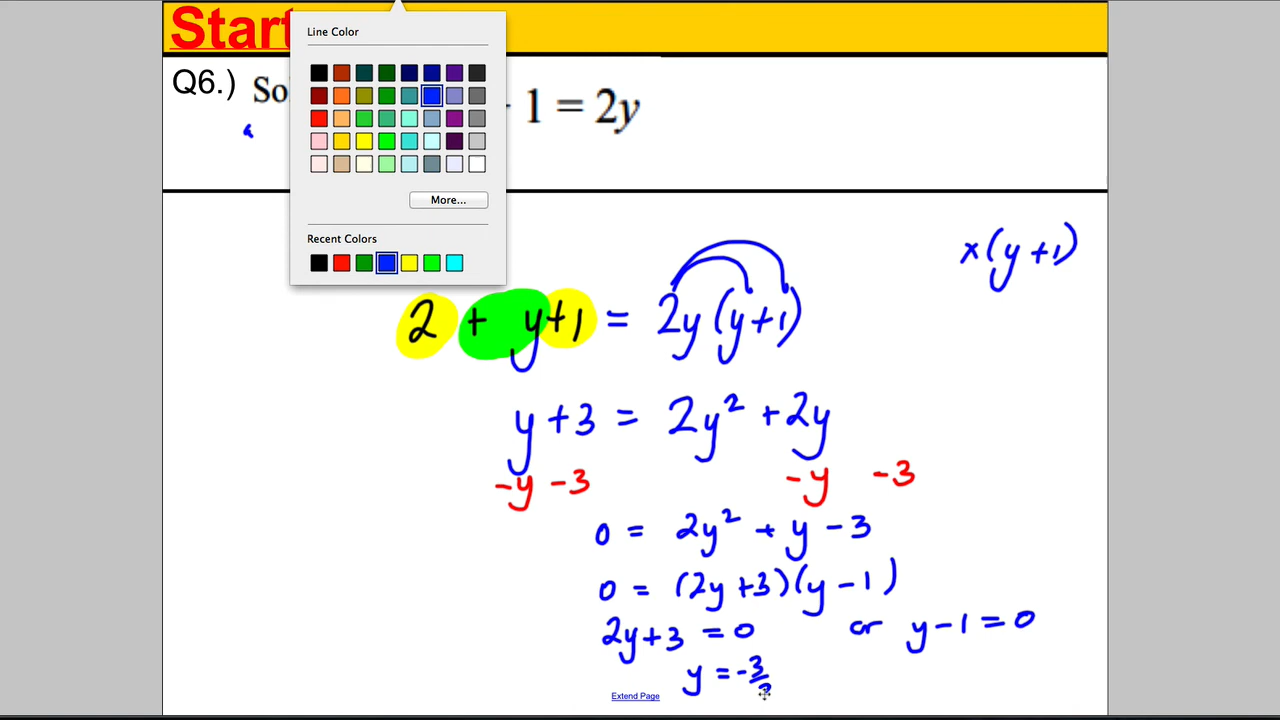 Start
Line Color
Q6.) So
1 = 2y
More...
Recent Colors
x(y+1)
2 + y+1 = 2y(y+1)
y+3 = 2y² + 2y
-y -3 -y -3
0 = 2y² + y - 3
0 = (2y+3)(y-1)
2y+3 = 0 or y-1 = 0
y = -3/2
Extend Page